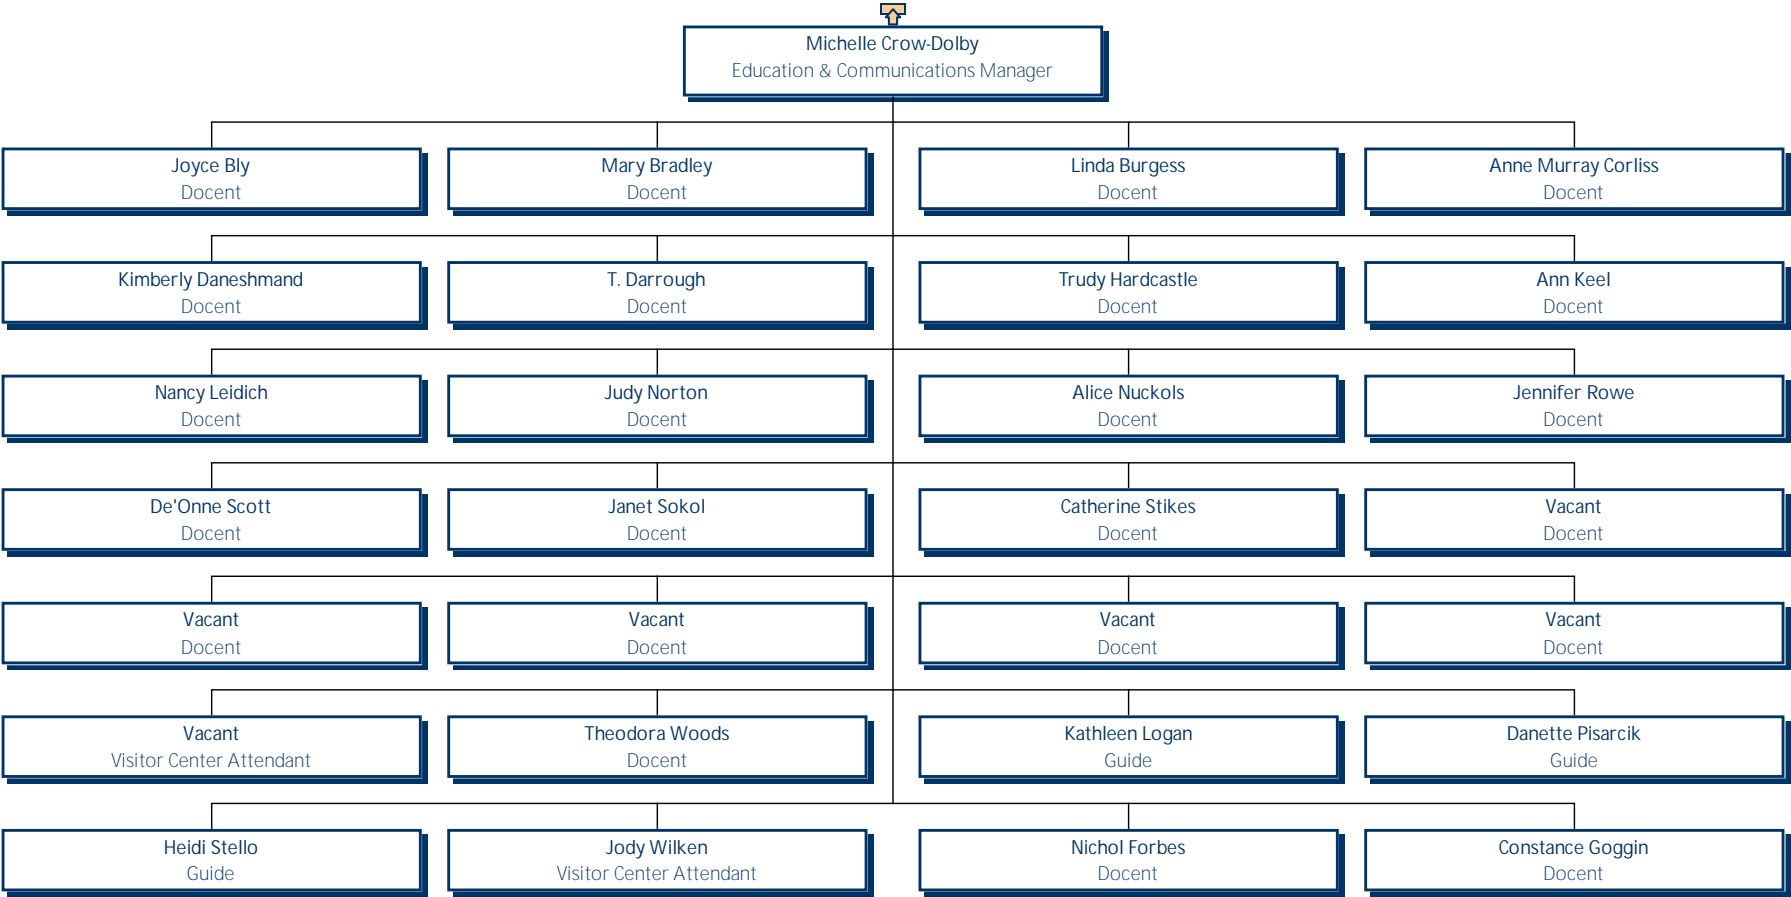 Michelle Crow-Dolby
Education & Communications Manager
Joyce Bly
Docent
Mary Bradley
Docent
Linda Burgess
Docent
Anne Murray Corliss
Docent
Kimberly Daneshmand
Docent
T. Darrough
Docent
Trudy Hardcastle
Docent
Ann Keel
Docent
Nancy Leidich
Docent
Judy Norton
Docent
Alice Nuckols
Docent
Jennifer Rowe
Docent
De'Onne Scott
Docent
Janet Sokol
Docent
Catherine Stikes
Docent
Vacant
Docent
Vacant
Docent
Vacant
Docent
Vacant
Docent
Vacant
Docent
Vacant
Visitor Center Attendant
Theodora Woods
Docent
Kathleen Logan
Guide
Danette Pisarcik
Guide
Heidi Stello
Guide
Jody Wilken
Visitor Center Attendant
Nichol Forbes
Docent
Constance Goggin
Docent